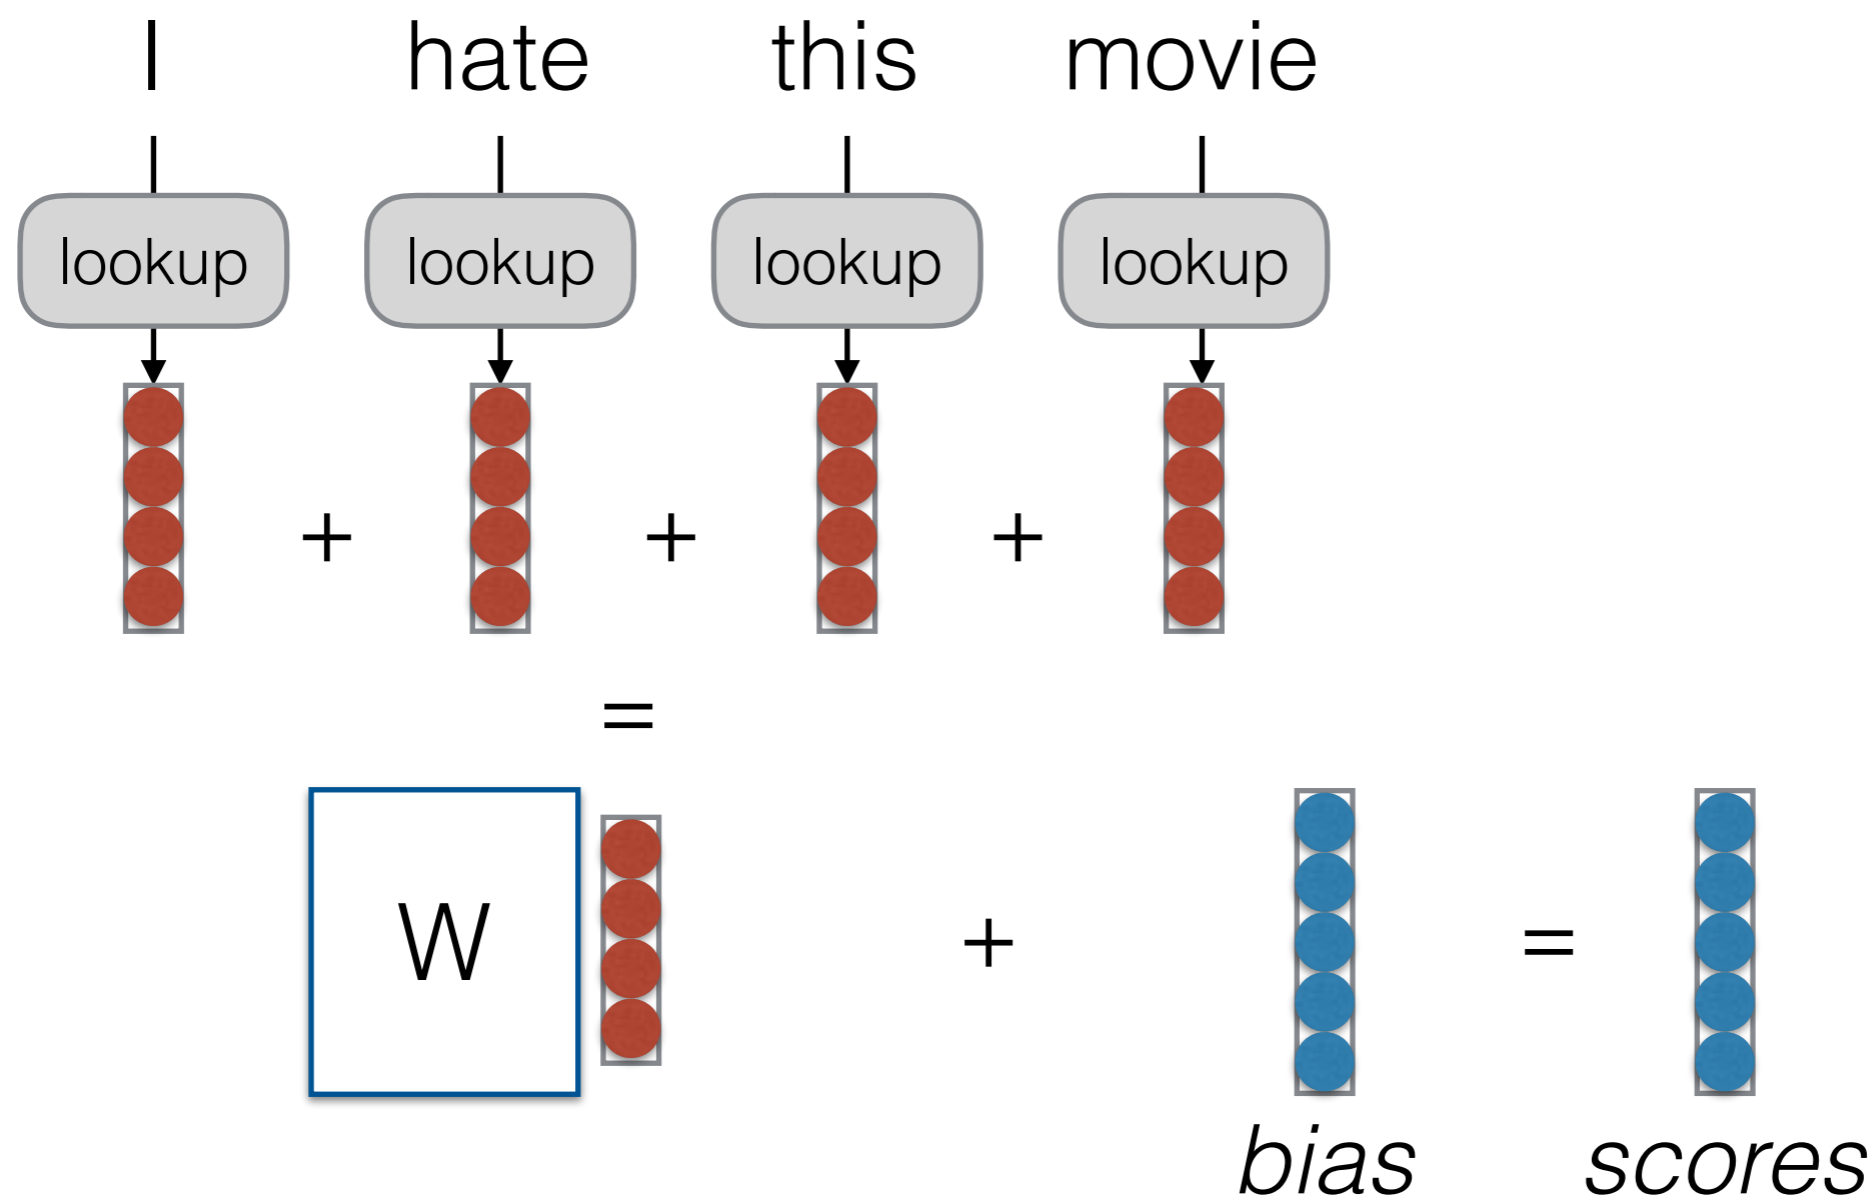 I hate this movie
lookup lookup lookup lookup
+ + +
=
W + =
bias scores